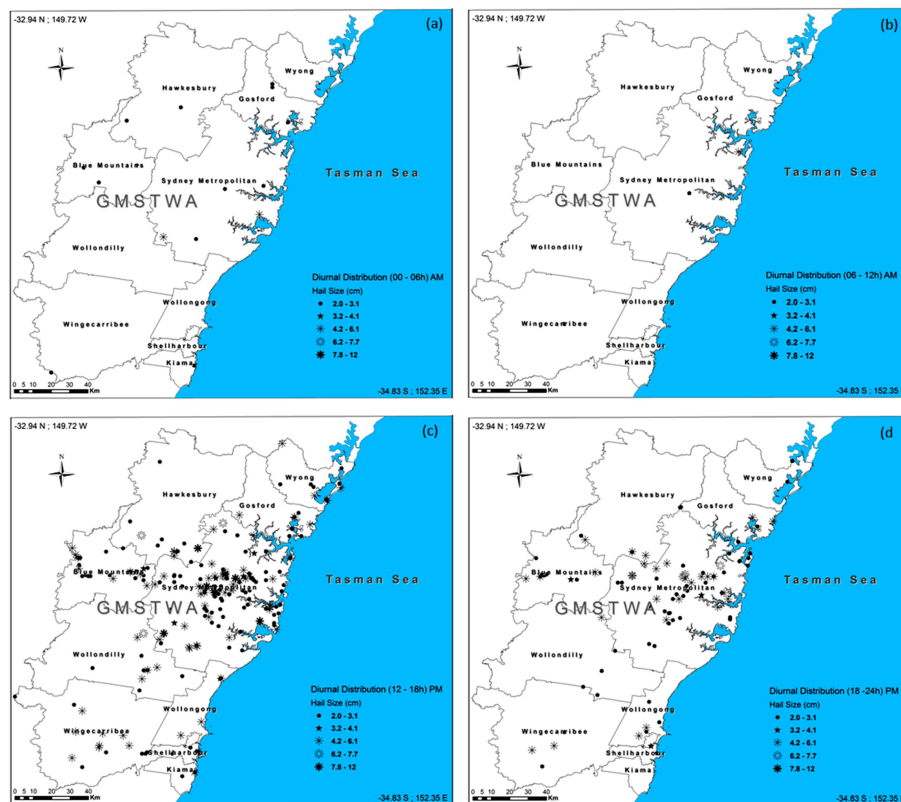 -32.94 N ; 149.72 W
(a)
N
Wyong
Hawkesbury
Gosford
Blue Mountains
Tasman Sea
Sydney Metropolitan
GMSTWA
Wollondilly
Diurnal Distribution (00 - 06h) AM
Hail Size (cm)
2.0 - 3.1
3.2 - 4.1
4.2 - 6.1
6.2 - 7.7
7.8 - 12
Wollongong
Wingecarribee
Shellharbour
Kiama
0 5 10 20 30 40
Km
-34.83 S ; 152.35 E
-32.94 N ; 149.72 W
(b)
N
Wyong
Hawkesbury
Gosford
Blue Mountains
Tasman Sea
Sydney Metropolitan
GMSTWA
Wollondilly
Diurnal Distribution (06 - 12h) AM
Hail Size (cm)
2.0 - 3.1
3.2 - 4.1
4.2 - 6.1
6.2 - 7.7
7.8 - 12
Wollongong
Wingecarribee
Shellharbour
Kiama
0 5 10 20 30 40
Km
-34.83 S ; 152.35 E
-32.94 N ; 149.72 W
(c)
N
Wyong
Hawkesbury
Gosford
Blue Mountains
Tasman Sea
Sydney Metropolitan
GMSTWA
Wollondilly
Diurnal Distribution (12 - 18h) PM
Hail Size (cm)
2.0 - 3.1
3.2 - 4.1
4.2 - 6.1
6.2 - 7.7
7.8 - 12
Wollongong
Wingecarribee
Shellharbour
Kiama
0 5 10 20 30 40
Km
-34.83 S ; 152.35 E
-32.94 N ; 149.72 W
(d)
N
Wyong
Hawkesbury
Gosford
Blue Mountains
Tasman Sea
Sydney Metropolitan
GMSTWA
Wollondilly
Diurnal Distribution (18 -24h) PM
Hail Size (cm)
2.0 - 3.1
3.2 - 4.1
4.2 - 6.1
6.2 - 7.7
7.8 - 12
Wollongong
Wingecarribee
Shellharbour
Kiama
0 5 10 20 30 40
Km
-34.83 S ; 152.35 E